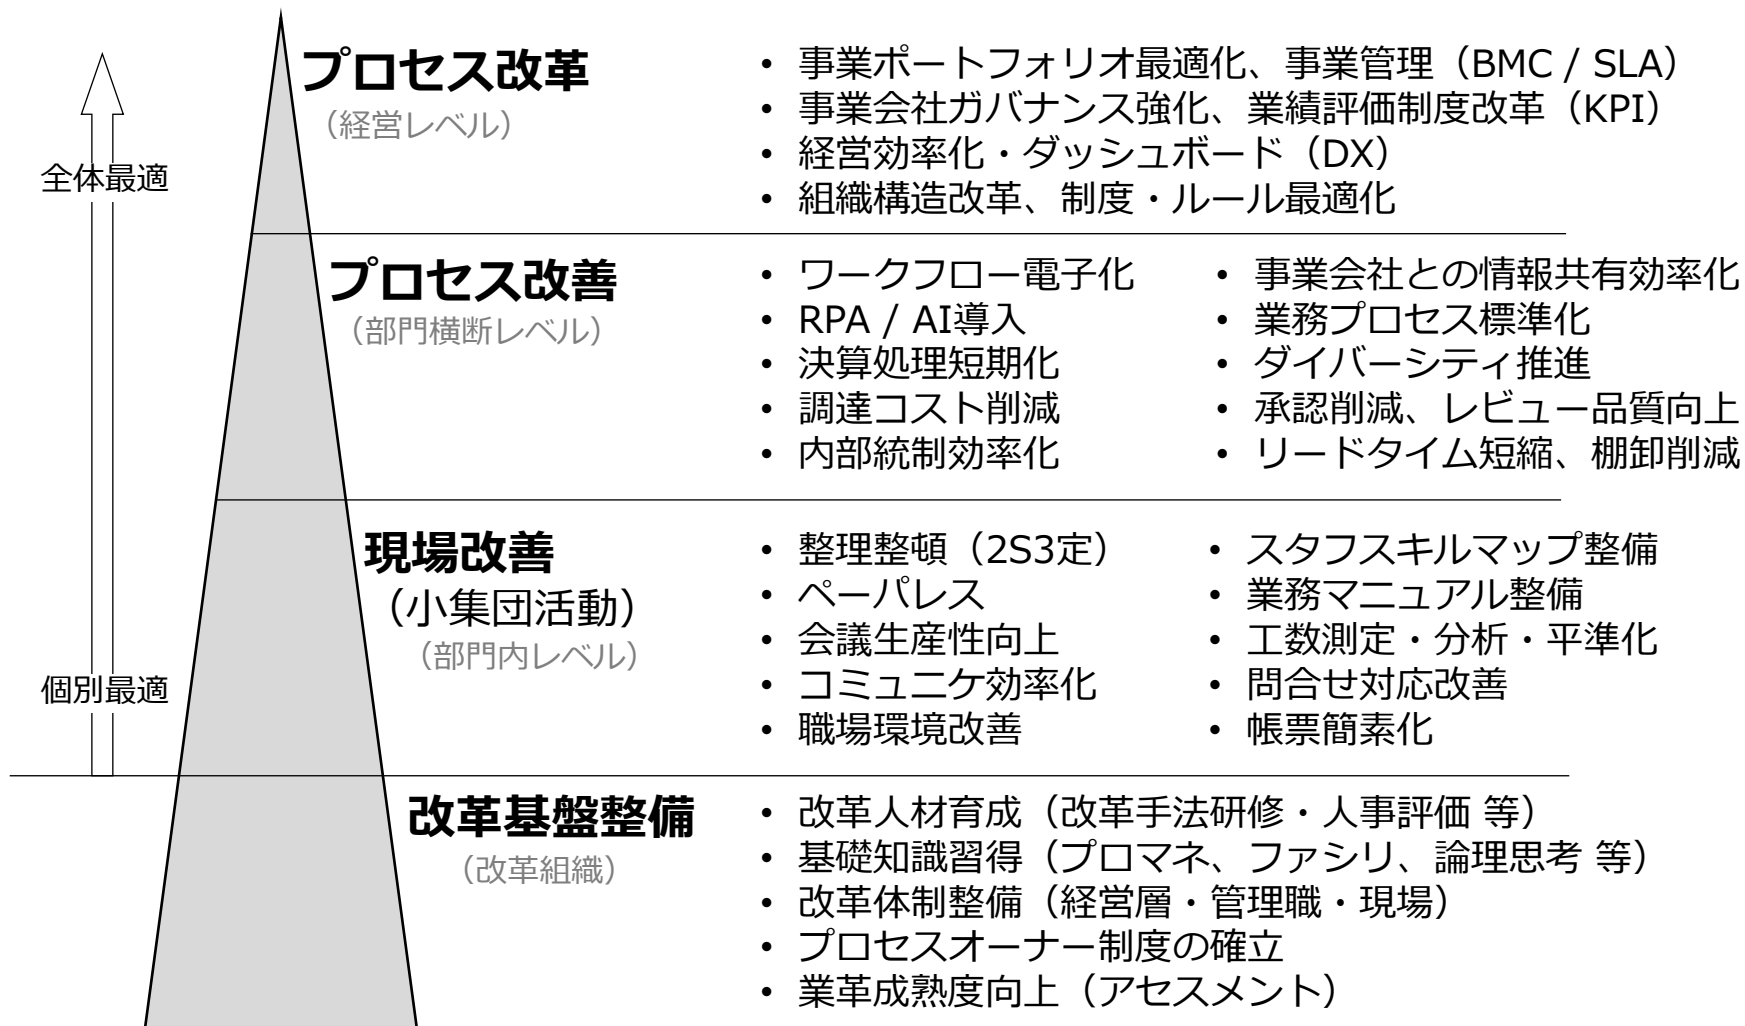 全体最適
個別最適
プロセス改革
（経営レベル）
• 事業ポートフォリオ最適化、事業管理（BMC / SLA）
• 事業会社ガバナンス強化、業績評価制度改革（KPI）
• 経営効率化・ダッシュボード（DX）
• 組織構造改革、制度・ルール最適化
プロセス改善
（部門横断レベル）
• ワークフロー電子化
• RPA / AI導入
• 決算処理短期化
• 調達コスト削減
• 内部統制効率化
• 事業会社との情報共有効率化
• 業務プロセス標準化
• ダイバーシティ推進
• 承認削減、レビュー品質向上
• リードタイム短縮、棚卸削減
現場改善
（小集団活動）
（部門内レベル）
• 整理整頓（2S3定）
• ペーパレス
• 会議生産性向上
• コミュニケ効率化
• 職場環境改善
• スタフスキルマップ整備
• 業務マニュアル整備
• 工数測定・分析・平準化
• 問合せ対応改善
• 帳票簡素化
改革基盤整備
（改革組織）
• 改革人材育成（改革手法研修・人事評価 等）
• 基礎知識習得（プロマネ、ファシリ、論理思考 等）
• 改革体制整備（経営層・管理職・現場）
• プロセスオーナー制度の確立
• 業革成熟度向上（アセスメント）